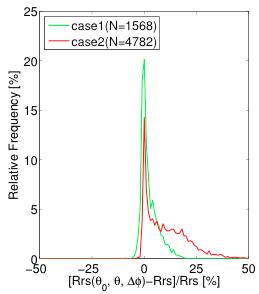 25
case1(N=1568)
case2(N=4782)
20
15
10
5
0
Relative Frequency [%]
−50 −25 0 25 50
[Rrs(θ0, θ, Δϕ)−Rrs]/Rrs [%]